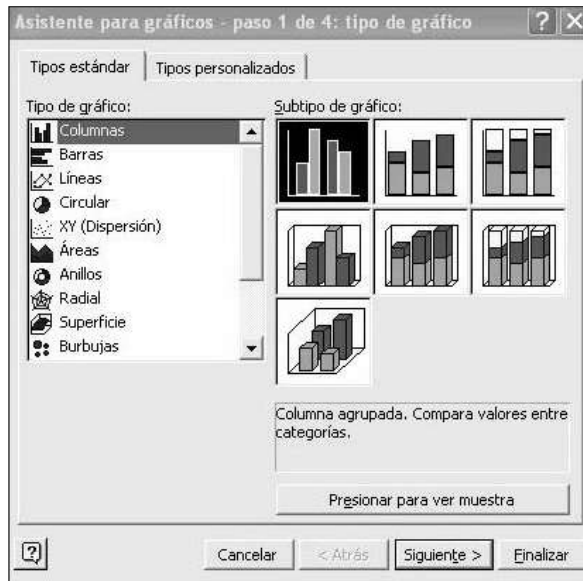 Asistente para gráficos - paso 1 de 4: tipo de gráfico
Tipos estándar
Tipos personalizados
Tipo de gráfico:
Columnas
Barras
Líneas
Circular
XY (Dispersión)
Áreas
Anillos
Radial
Superficie
Burbujas
Subtipo de gráfico:
Columna agrupada. Compara valores entre
categorías.
Presionar para ver muestra
Cancelar
< Atrás
Siguiente >
Finalizar